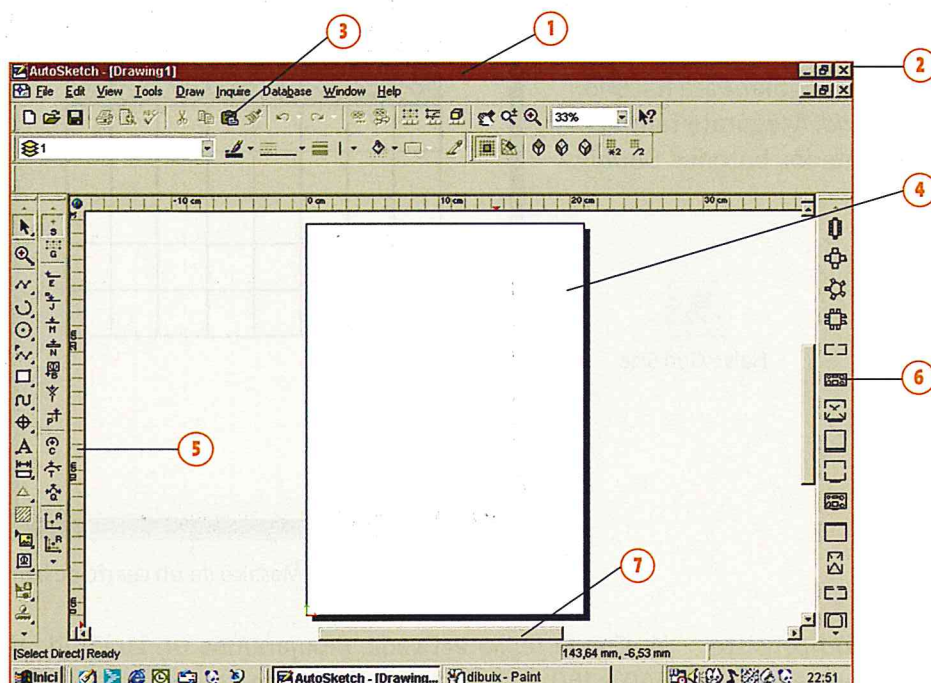 1
3
2
AutoSketch - [Drawing1]
File Edit View Tools Draw Inquire Database Window Help
33%
1
4
-10 cm 0 cm 10 cm 20 cm 30 cm
S
G
E
J
M
N
B
6
P
5
A
C
T
Q
R
R
7
[Select Direct] Ready 143,64 mm, -6,53 mm
Inici AutoSketch - [Drawing... dibuix - Paint 22:51